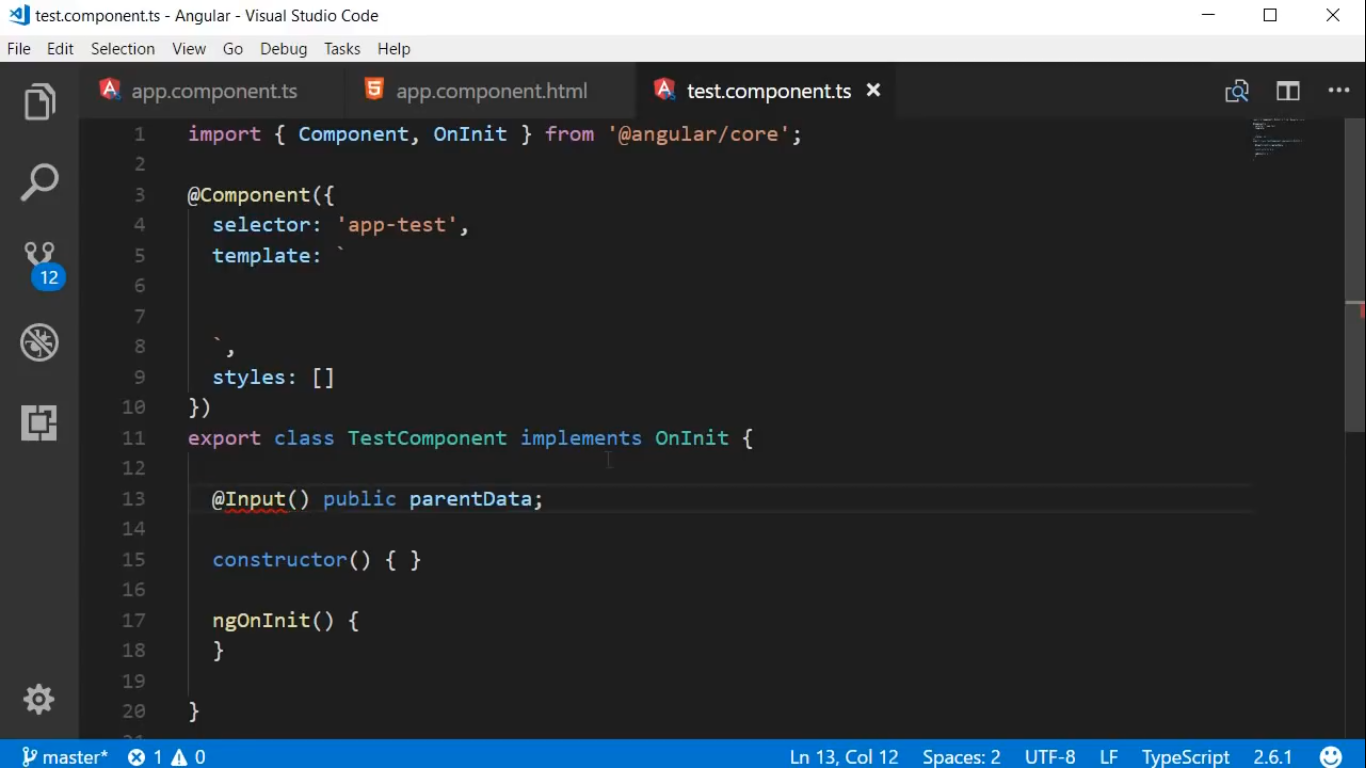 test.component.ts - Angular - Visual Studio Code
File Edit Selection View Go Debug Tasks Help
app.component.ts app.component.html test.component.ts
1 import { Component, OnInit } from '@angular/core';
2
3 @Component({
4 selector: 'app-test',
5 template: `
6
7
8 `,
9 styles: []
10 })
11 export class TestComponent implements OnInit {
12
13 @Input() public parentData;
14
15 constructor() { }
16
17 ngOnInit() {
18 }
19
20 }
12
master* 1 0 Ln 13, Col 12 Spaces: 2 UTF-8 LF TypeScript 2.6.1